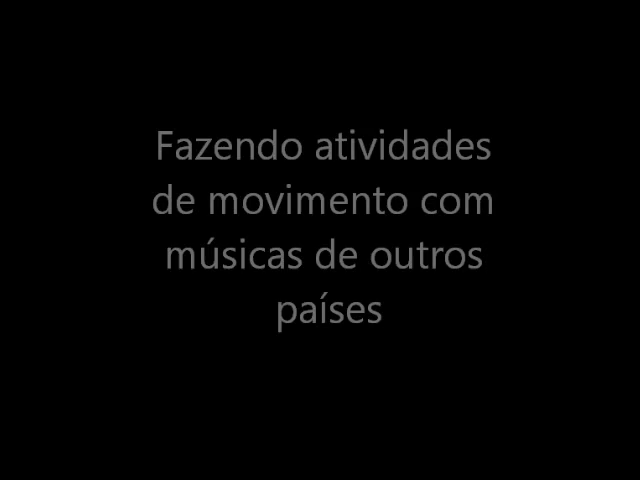 Fazendo atividades
de movimento com
músicas de outros
países